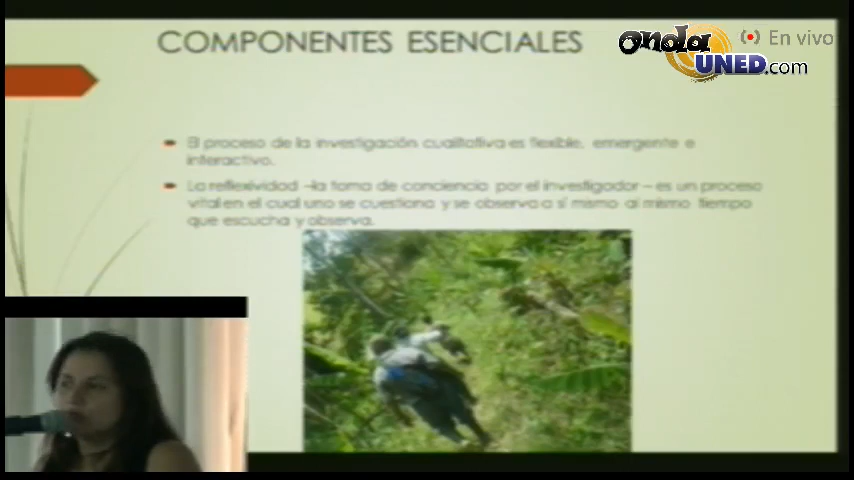 COMPONENTES ESENCIALES
onda
UNED.com
En vivo
El proceso de la investigación cualitativa es flexible, emergente e
interactivo.
La reflexividad –la toma de conciencia por el investigador – es un proceso
vital en el cual uno se cuestiona y se observa a sí mismo al mismo tiempo
que escucha y observa.